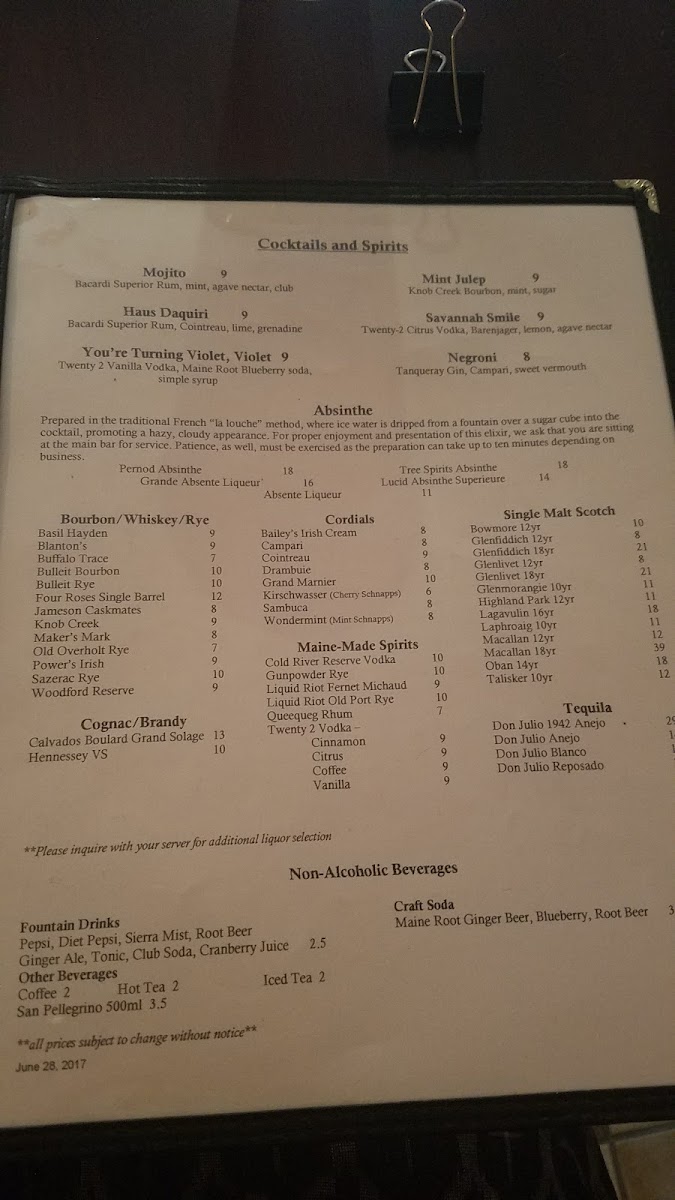 Cocktails and Spirits
Mojito 9
Bacardi Superior Rum, mint, agave nectar, club
Mint Julep 9
Knob Creek Bourbon, mint, sugar
Haus Daquiri 9
Bacardi Superior Rum, Cointreau, lime, grenadine
Savannah Smile 9
Twenty-2 Citrus Vodka, Barenjager, lemon, agave nectar
You're Turning Violet, Violet 9
Twenty 2 Vanilla Vodka, Maine Root Blueberry soda,
simple syrup
Negroni 8
Tanqueray Gin, Campari, sweet vermouth
Absinthe
Prepared in the traditional French "la louche" method, where ice water is dripped from a fountain over a sugar cube into the
cocktail, promoting a hazy, cloudy appearance. For proper enjoyment and presentation of this elixir, we ask that you are sitting
at the main bar for service. Patience, as well, must be exercised as the preparation can take up to ten minutes depending on
business.
Pernod Absinthe 18
Tree Spirits Absinthe 18
Grande Absente Liqueur 16
Lucid Absinthe Superieure 14
Absente Liqueur 11
Bourbon/Whiskey/Rye
Basil Hayden 9
Blanton's 9
Buffalo Trace 7
Bulleit Bourbon 10
Bulleit Rye 10
Four Roses Single Barrel 12
Jameson Caskmates 8
Knob Creek 9
Maker's Mark 8
Old Overholt Rye 7
Power's Irish 9
Sazerac Rye 10
Woodford Reserve 9
Cognac/Brandy
Calvados Boulard Grand Solage 13
Hennessey VS 10
Cordials
Bailey's Irish Cream 8
Campari 8
Cointreau 9
Drambuie 8
Grand Marnier 10
Kirschwasser (Cherry Schnapps) 6
Sambuca 8
Wondermint (Mint Schnapps) 8
Maine-Made Spirits
Cold River Reserve Vodka 10
Gunpowder Rye 10
Liquid Riot Fernet Michaud 9
Liquid Riot Old Port Rye 10
Queequeg Rhum 7
Twenty 2 Vodka –
Cinnamon 9
Citrus 9
Coffee 9
Vanilla 9
Single Malt Scotch
Bowmore 12yr 10
Glenfiddich 12yr 8
Glenfiddich 18yr 21
Glenlivet 12yr 8
Glenlivet 18yr 21
Glenmorangie 10yr 11
Highland Park 12yr 11
Lagavulin 16yr 18
Laphroaig 10yr 11
Macallan 12yr 12
Macallan 18yr 39
Oban 14yr 18
Talisker 10yr 12
Tequila
Don Julio 1942 Anejo
Don Julio Anejo
Don Julio Blanco
Don Julio Reposado
**Please inquire with your server for additional liquor selection
Non-Alcoholic Beverages
Fountain Drinks
Pepsi, Diet Pepsi, Sierra Mist, Root Beer
Ginger Ale, Tonic, Club Soda, Cranberry Juice 2.5
Other Beverages
Coffee 2 Hot Tea 2 Iced Tea 2
San Pellegrino 500ml 3.5
Craft Soda
Maine Root Ginger Beer, Blueberry, Root Beer
**all prices subject to change without notice**
June 28, 2017